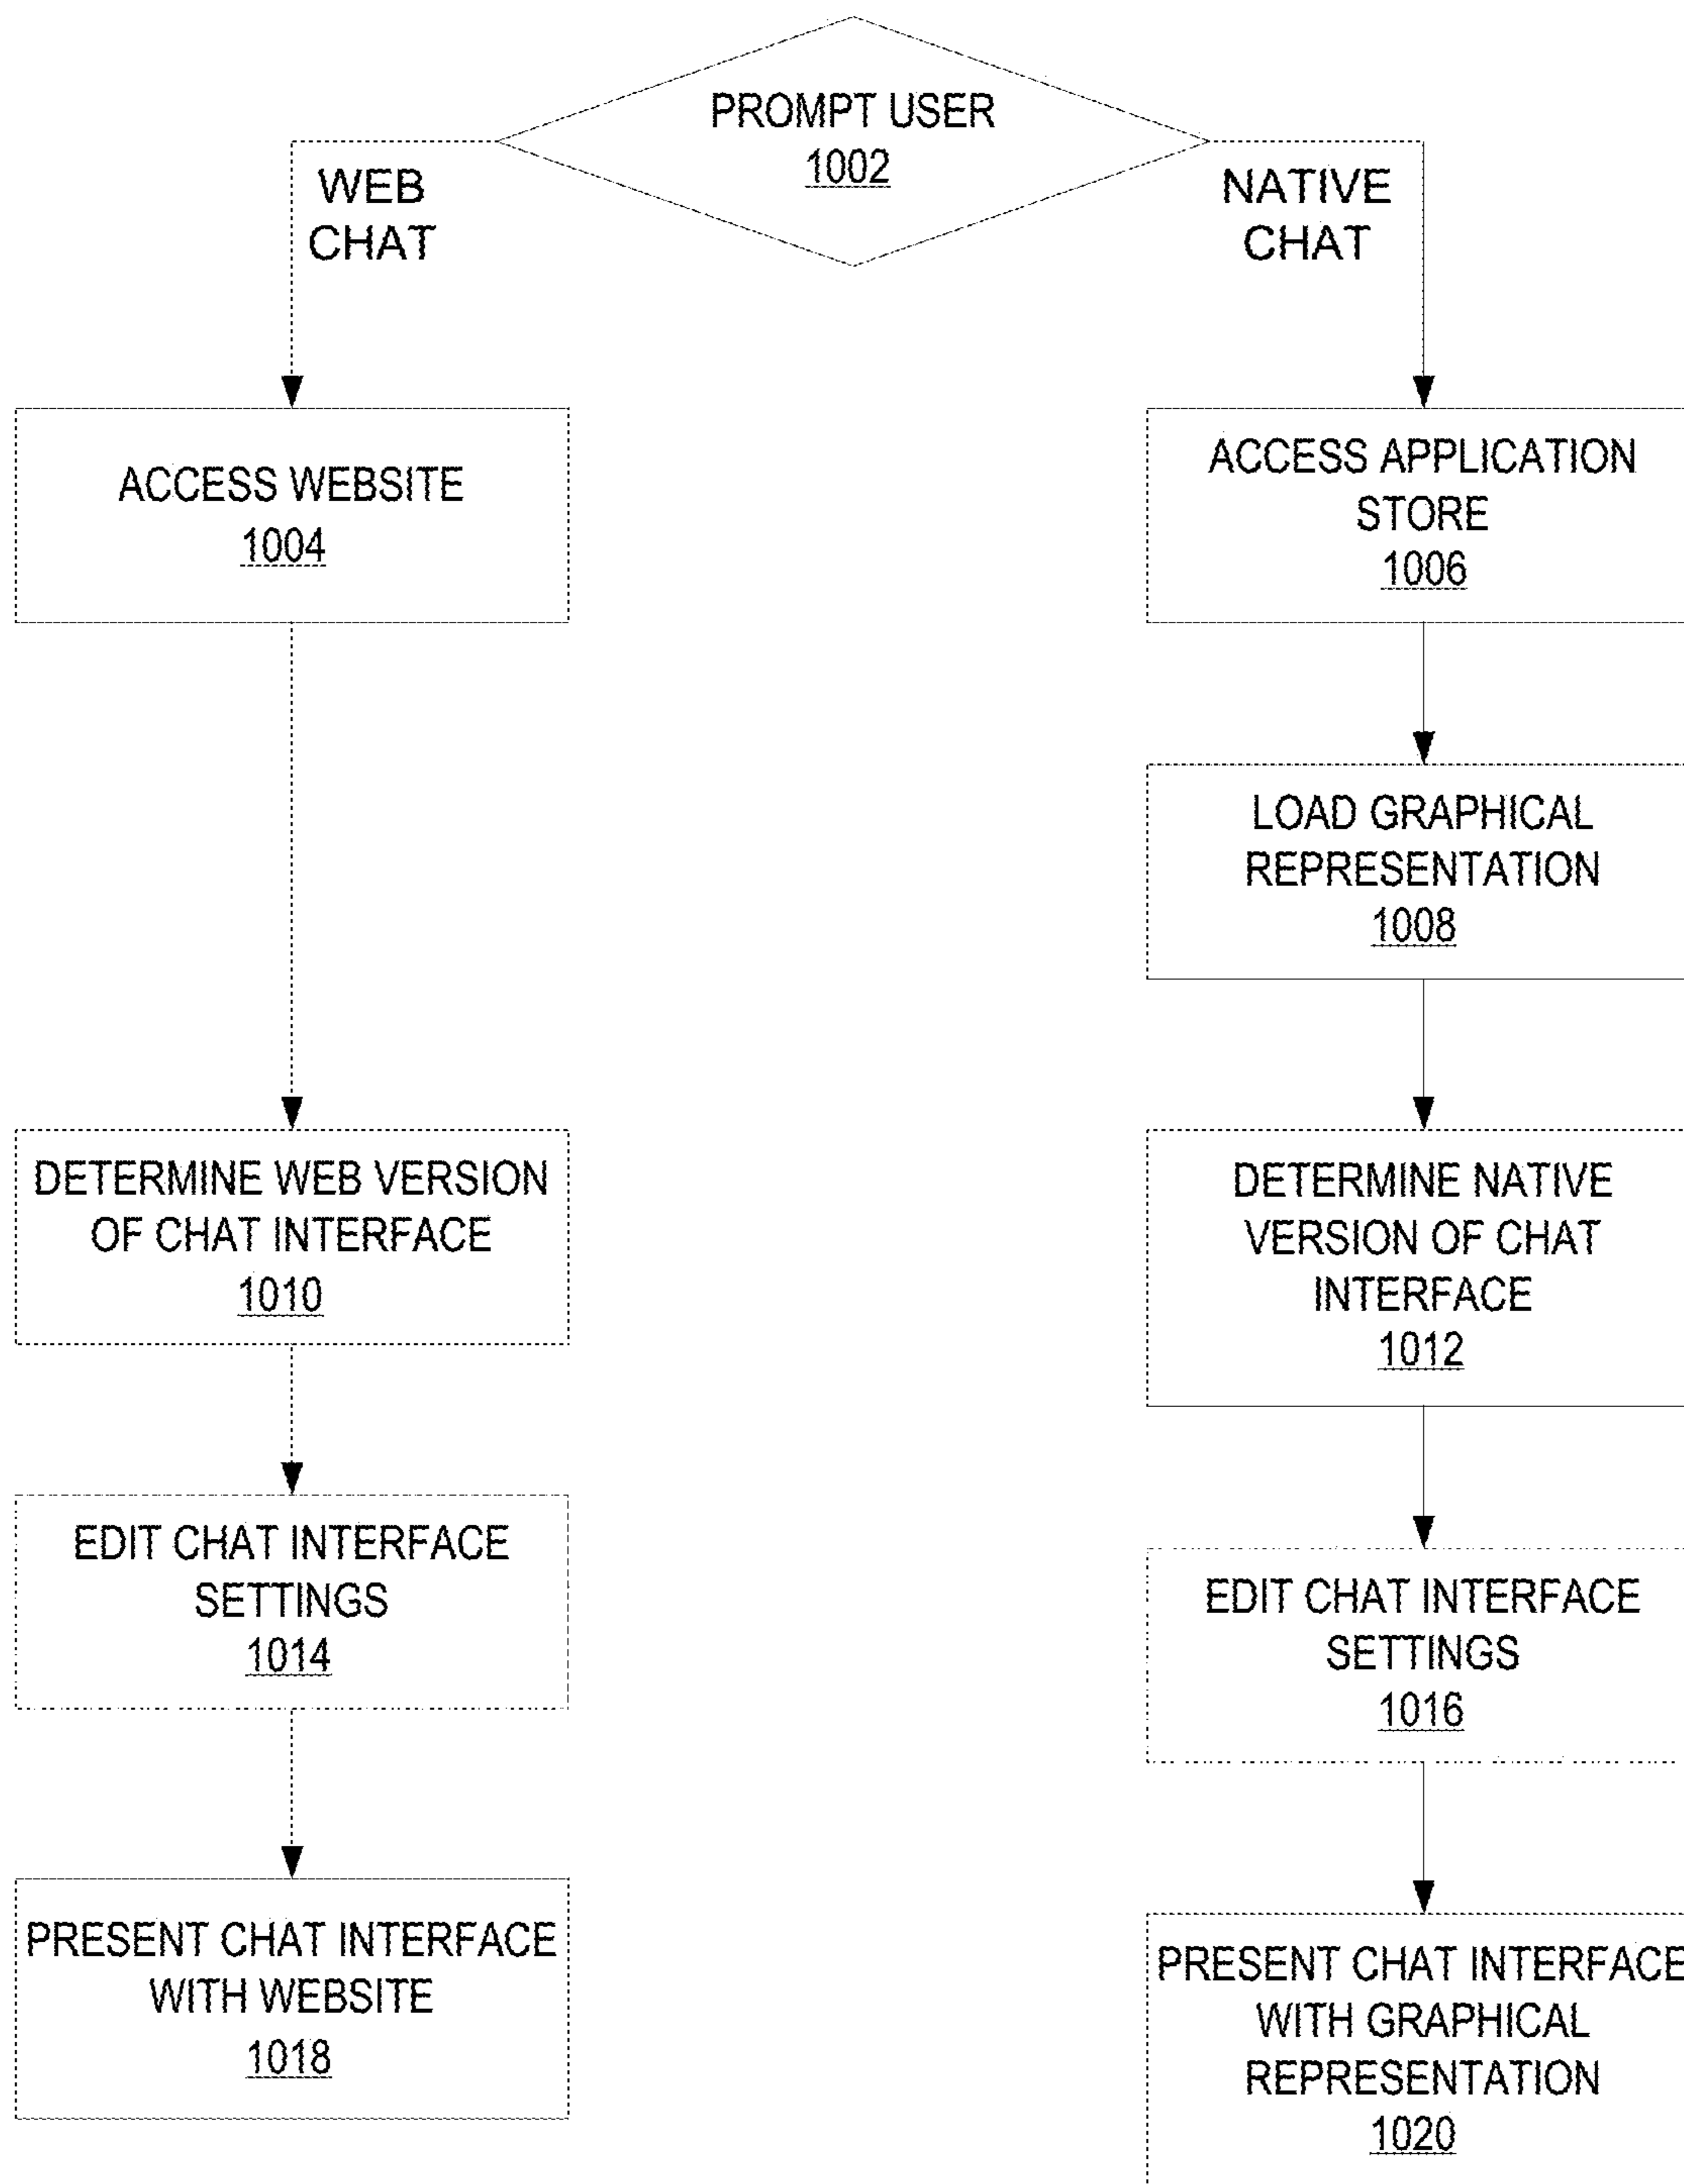 PROMPT USER
1002
WEB
CHAT
NATIVE
CHAT
ACCESS WEBSITE
1004
ACCESS APPLICATION
STORE
1006
LOAD GRAPHICAL
REPRESENTATION
1008
DETERMINE WEB VERSION
OF CHAT INTERFACE
1010
DETERMINE NATIVE
VERSION OF CHAT
INTERFACE
1012
EDIT CHAT INTERFACE
SETTINGS
1014
EDIT CHAT INTERFACE
SETTINGS
1016
PRESENT CHAT INTERFACE
WITH WEBSITE
1018
PRESENT CHAT INTERFACE
WITH GRAPHICAL
REPRESENTATION
1020